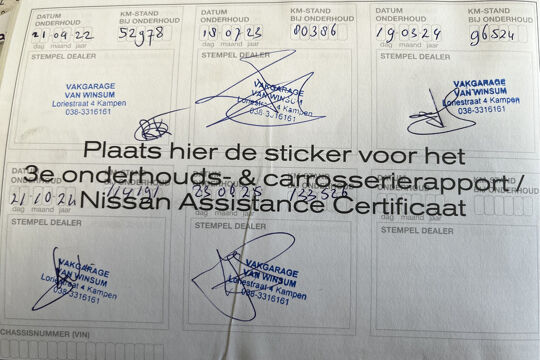 DATUM ONDERHOUD KM-STAND BIJ ONDERHOUD DATUM ONDERHOUD KM-STAND BIJ ONDERHOUD DATUM ONDERHOUD KM-STAND BIJ ONDERHOUD
21.09.22 52978 18 07 23 80386 19 03 24 96524
dag maand jaar dag maand jaar dag maand jaar
STEMPEL DEALER STEMPEL DEALER STEMPEL DEALER
VAKGARAGE VAN WINSUM
Loriestraat 4 Kampen
038-3316161
VAKGARAGE VAN WINSUM
Loriestraat 4 Kampen
038-3316161
VAKGARAGE VAN WINSUM
Loriestraat 4 Kampen
038-3316161
Plaats hier de sticker voor het
3e onderhouds- & carrosserierapport /
Nissan Assistance Certificaat
21 10 24
STEMPEL DEALER STEMPEL DEALER STEMPEL DEALER
VAKGARAGE VAN WINSUM
Loriestraat 4 Kampen
038-3316161
VAKGARAGE VAN WINSUM
Loriestraat 4 Kampen
038-3316161
CHASSISNUMMER (VIN)